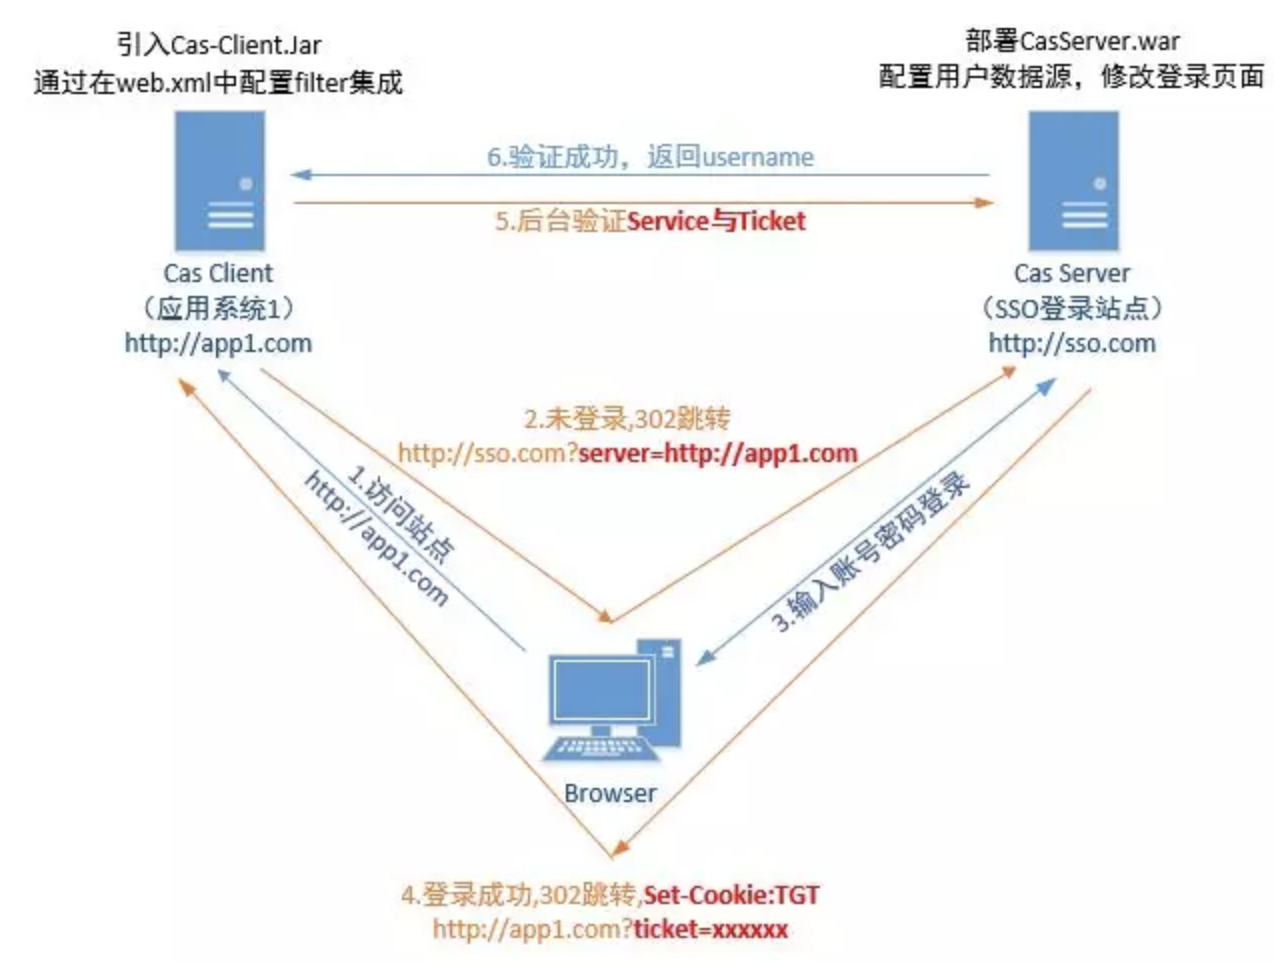 引入Cas-Client.Jar
通过在web.xml中配置filter集成
部署CasServer.war
配置用户数据源，修改登录页面
6.验证成功，返回username
5.后台验证Service与Ticket
Cas Client
（应用系统1）
http://app1.com
Cas Server
（SSO登录站点）
http://sso.com
2.未登录,302跳转
http://sso.com?server=http://app1.com
1.访问站点
http://app1.com
3.输入账号密码登录
Browser
4.登录成功,302跳转,Set-Cookie:TGT
http://app1.com?ticket=xxxxxx